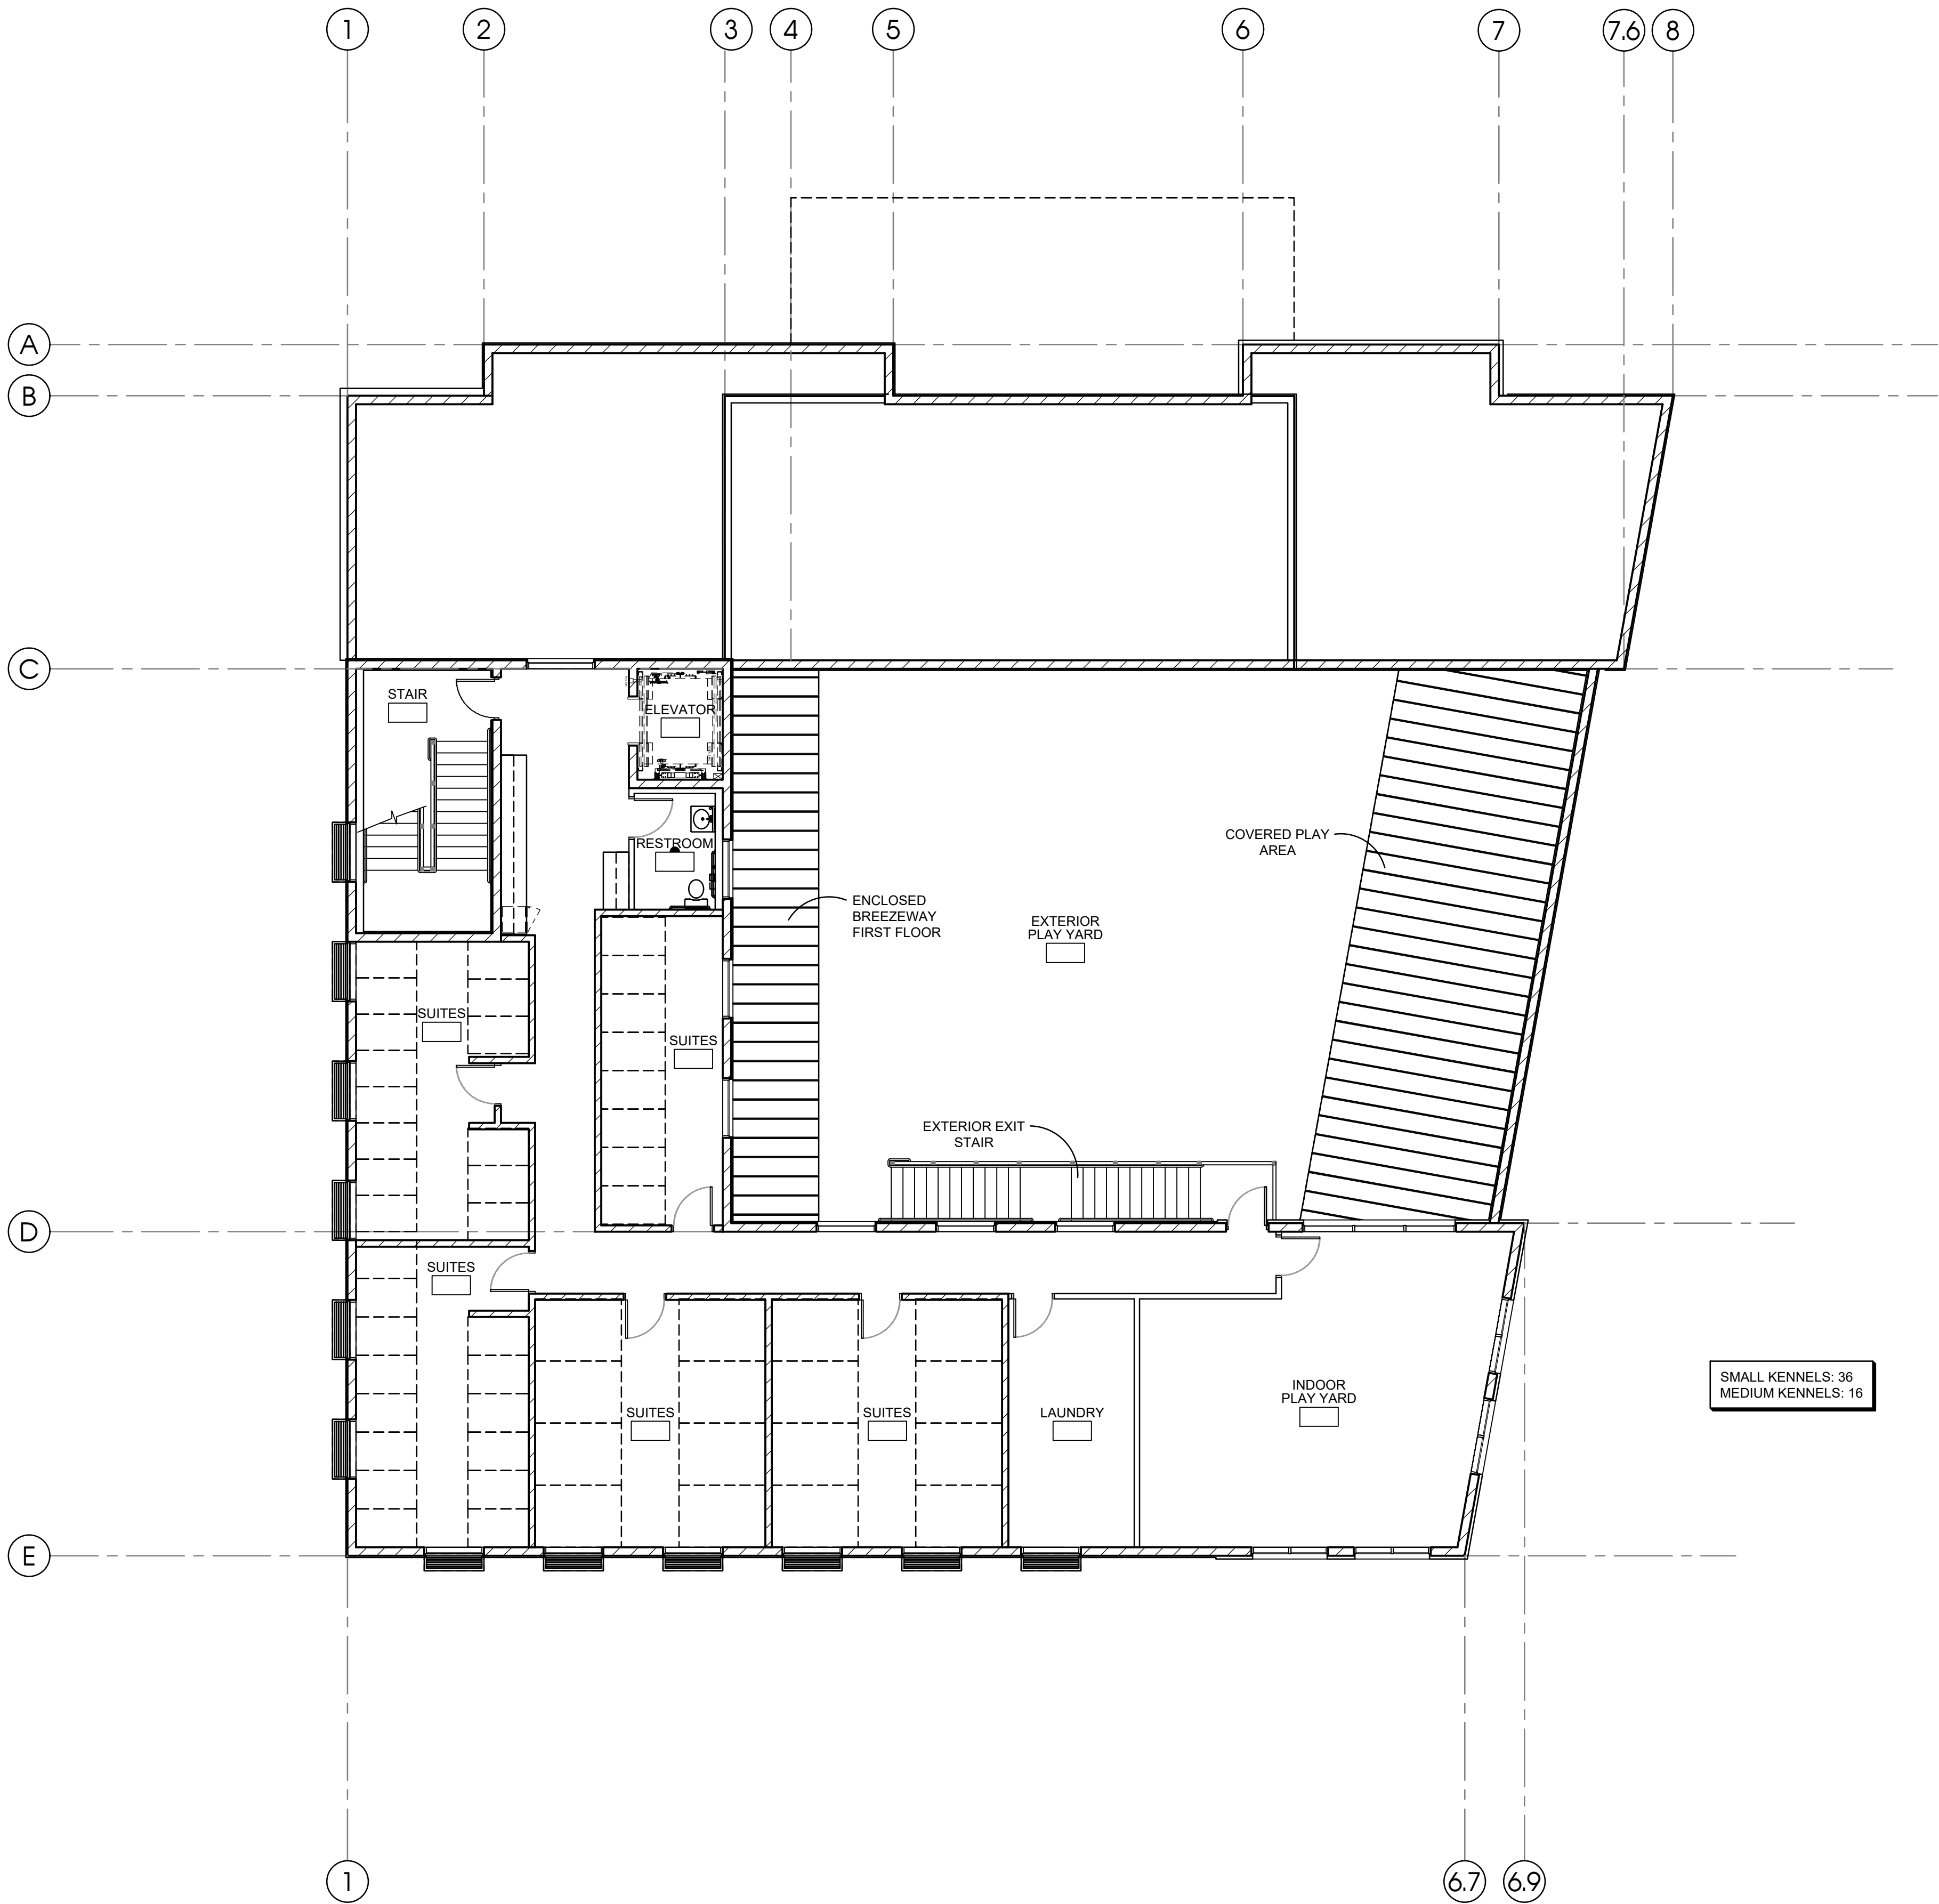 1
2
3
4
5
6
7
7.6
8
A
B
C
STAIR
ELEVATOR
RESTROOM
COVERED PLAY
AREA
ENCLOSED
BREEZEWAY
FIRST FLOOR
EXTERIOR
PLAY YARD
SUITES
SUITES
EXTERIOR EXIT
STAIR
D
SUITES
SUITES
SUITES
LAUNDRY
INDOOR
PLAY YARD
SMALL KENNELS: 36
MEDIUM KENNELS: 16
E
1
6.7
6.9